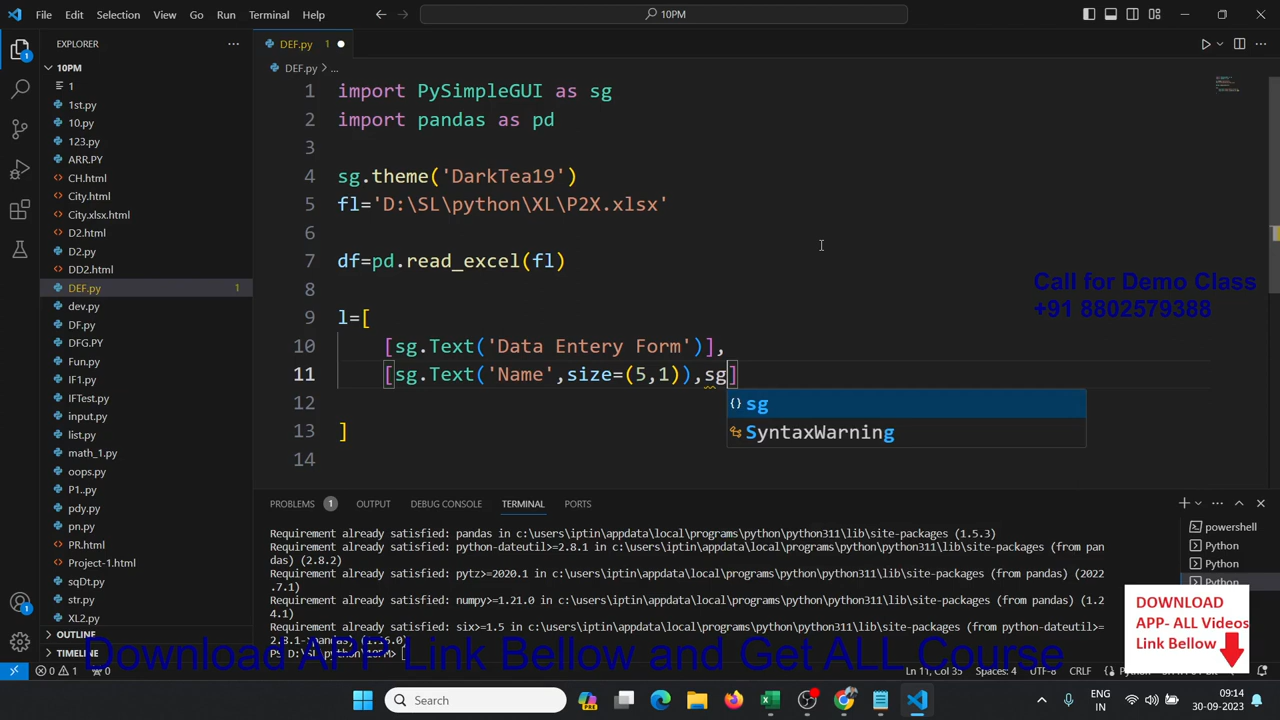 File Edit Selection View Go Run Terminal Help
10PM
EXPLORER
DEF.py 1
10PM
DEF.py > ...
1
1st.py
10.py
123.py
ARR.PY
CH.html
City.html
City.xlsx.html
D2.html
D2.py
DD2.html
DEF.py 1
dev.py
DF.py
DFG.PY
Fun.py
IF1.py
IFTest.py
input.py
list.py
math_1.py
oops.py
P1..py
pdy.py
pn.py
PR.html
Project-1.html
sqDt.py
str.py
XL2.py
OUTLINE
TIMELINE
1 import PySimpleGUI as sg
2 import pandas as pd
3
4 sg.theme('DarkTea19')
5 fl='D:\SL\python\XL\P2X.xlsx'
6
7 df=pd.read_excel(fl)
8
9 l=[
10 [sg.Text('Data Entery Form')],
11 [sg.Text('Name',size=(5,1)),sg]
12
13 ]
14
sg
SyntaxWarning
Call for Demo Class
+91 8802579388
PROBLEMS 1 OUTPUT DEBUG CONSOLE TERMINAL PORTS
Requirement already satisfied: pandas in c:\users\iptin\appdata\local\programs\python\python311\lib\site-packages (1.5.3)
Requirement already satisfied: python-dateutil>=2.8.1 in c:\users\iptin\appdata\local\programs\python\python311\lib\site-packages (from pan
das) (2.8.2)
Requirement already satisfied: pytz>=2020.1 in c:\users\iptin\appdata\local\programs\python\python311\lib\site-packages (from pandas) (2022
.7.1)
Requirement already satisfied: numpy>=1.21.0 in c:\users\iptin\appdata\local\programs\python\python311\lib\site-packages (from pandas) (1.2
4.1)
Requirement already satisfied: six>=1.5 in c:\users\iptin\appdata\local\programs\python\python311\lib\site-packages (from python-dateutil>=
powershell
Python
Python
Python
DOWNLOAD
APP- ALL Videos
Link Bellow
Download APP Link Bellow and Get ALL Course
0 1 0 Ln 11, Col 35 Spaces: 4 UTF-8 CRLF
Search
ENG
IN
09:14
30-09-2023